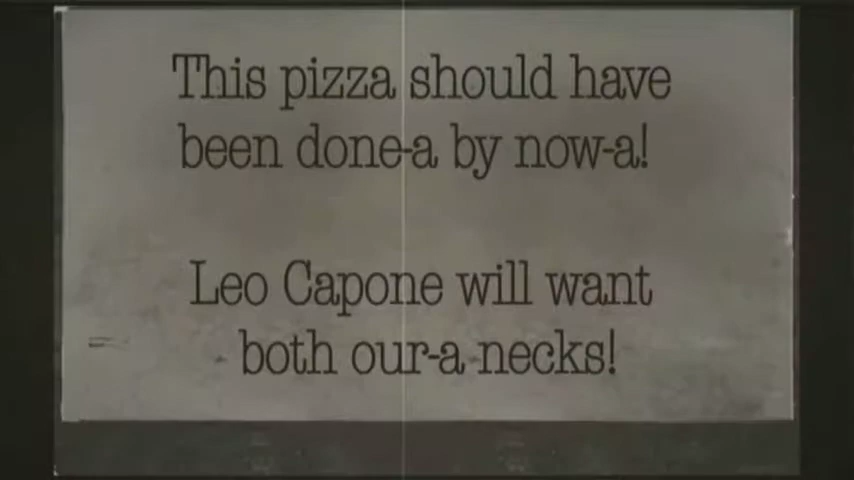 This pizza should have
been done-a by now-a!
Leo Capone will want
both our-a necks!